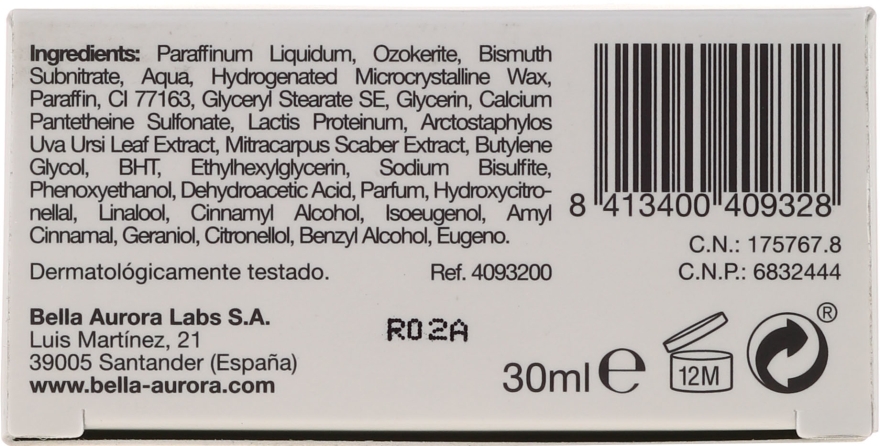 Ingredients: Paraffinum Liquidum, Ozokerite, Bismuth
Subnitrate, Aqua, Hydrogenated Microcrystalline Wax,
Paraffin, CI 77163, Glyceryl Stearate SE, Glycerin, Calcium
Pantetheine Sulfonate, Lactis Proteinum, Arctostaphylos
Uva Ursi Leaf Extract, Mitracarpus Scaber Extract, Butylene
Glycol, BHT, Ethylhexylglycerin, Sodium Bisulfite,
Phenoxyethanol, Dehydroacetic Acid, Parfum, Hydroxycitro-
nellal, Linalool, Cinnamyl Alcohol, Isoeugenol, Amyl
Cinnamal, Geraniol, Citronellol, Benzyl Alcohol, Eugeno.
Dermatológicamente testado. Ref. 4093200
8 413400 409328
C.N.: 175767.8
C.N.P.: 6832444
Bella Aurora Labs S.A.
Luis Martínez, 21
39005 Santander (España)
www.bella-aurora.com
R02A
30ml e
12M
®